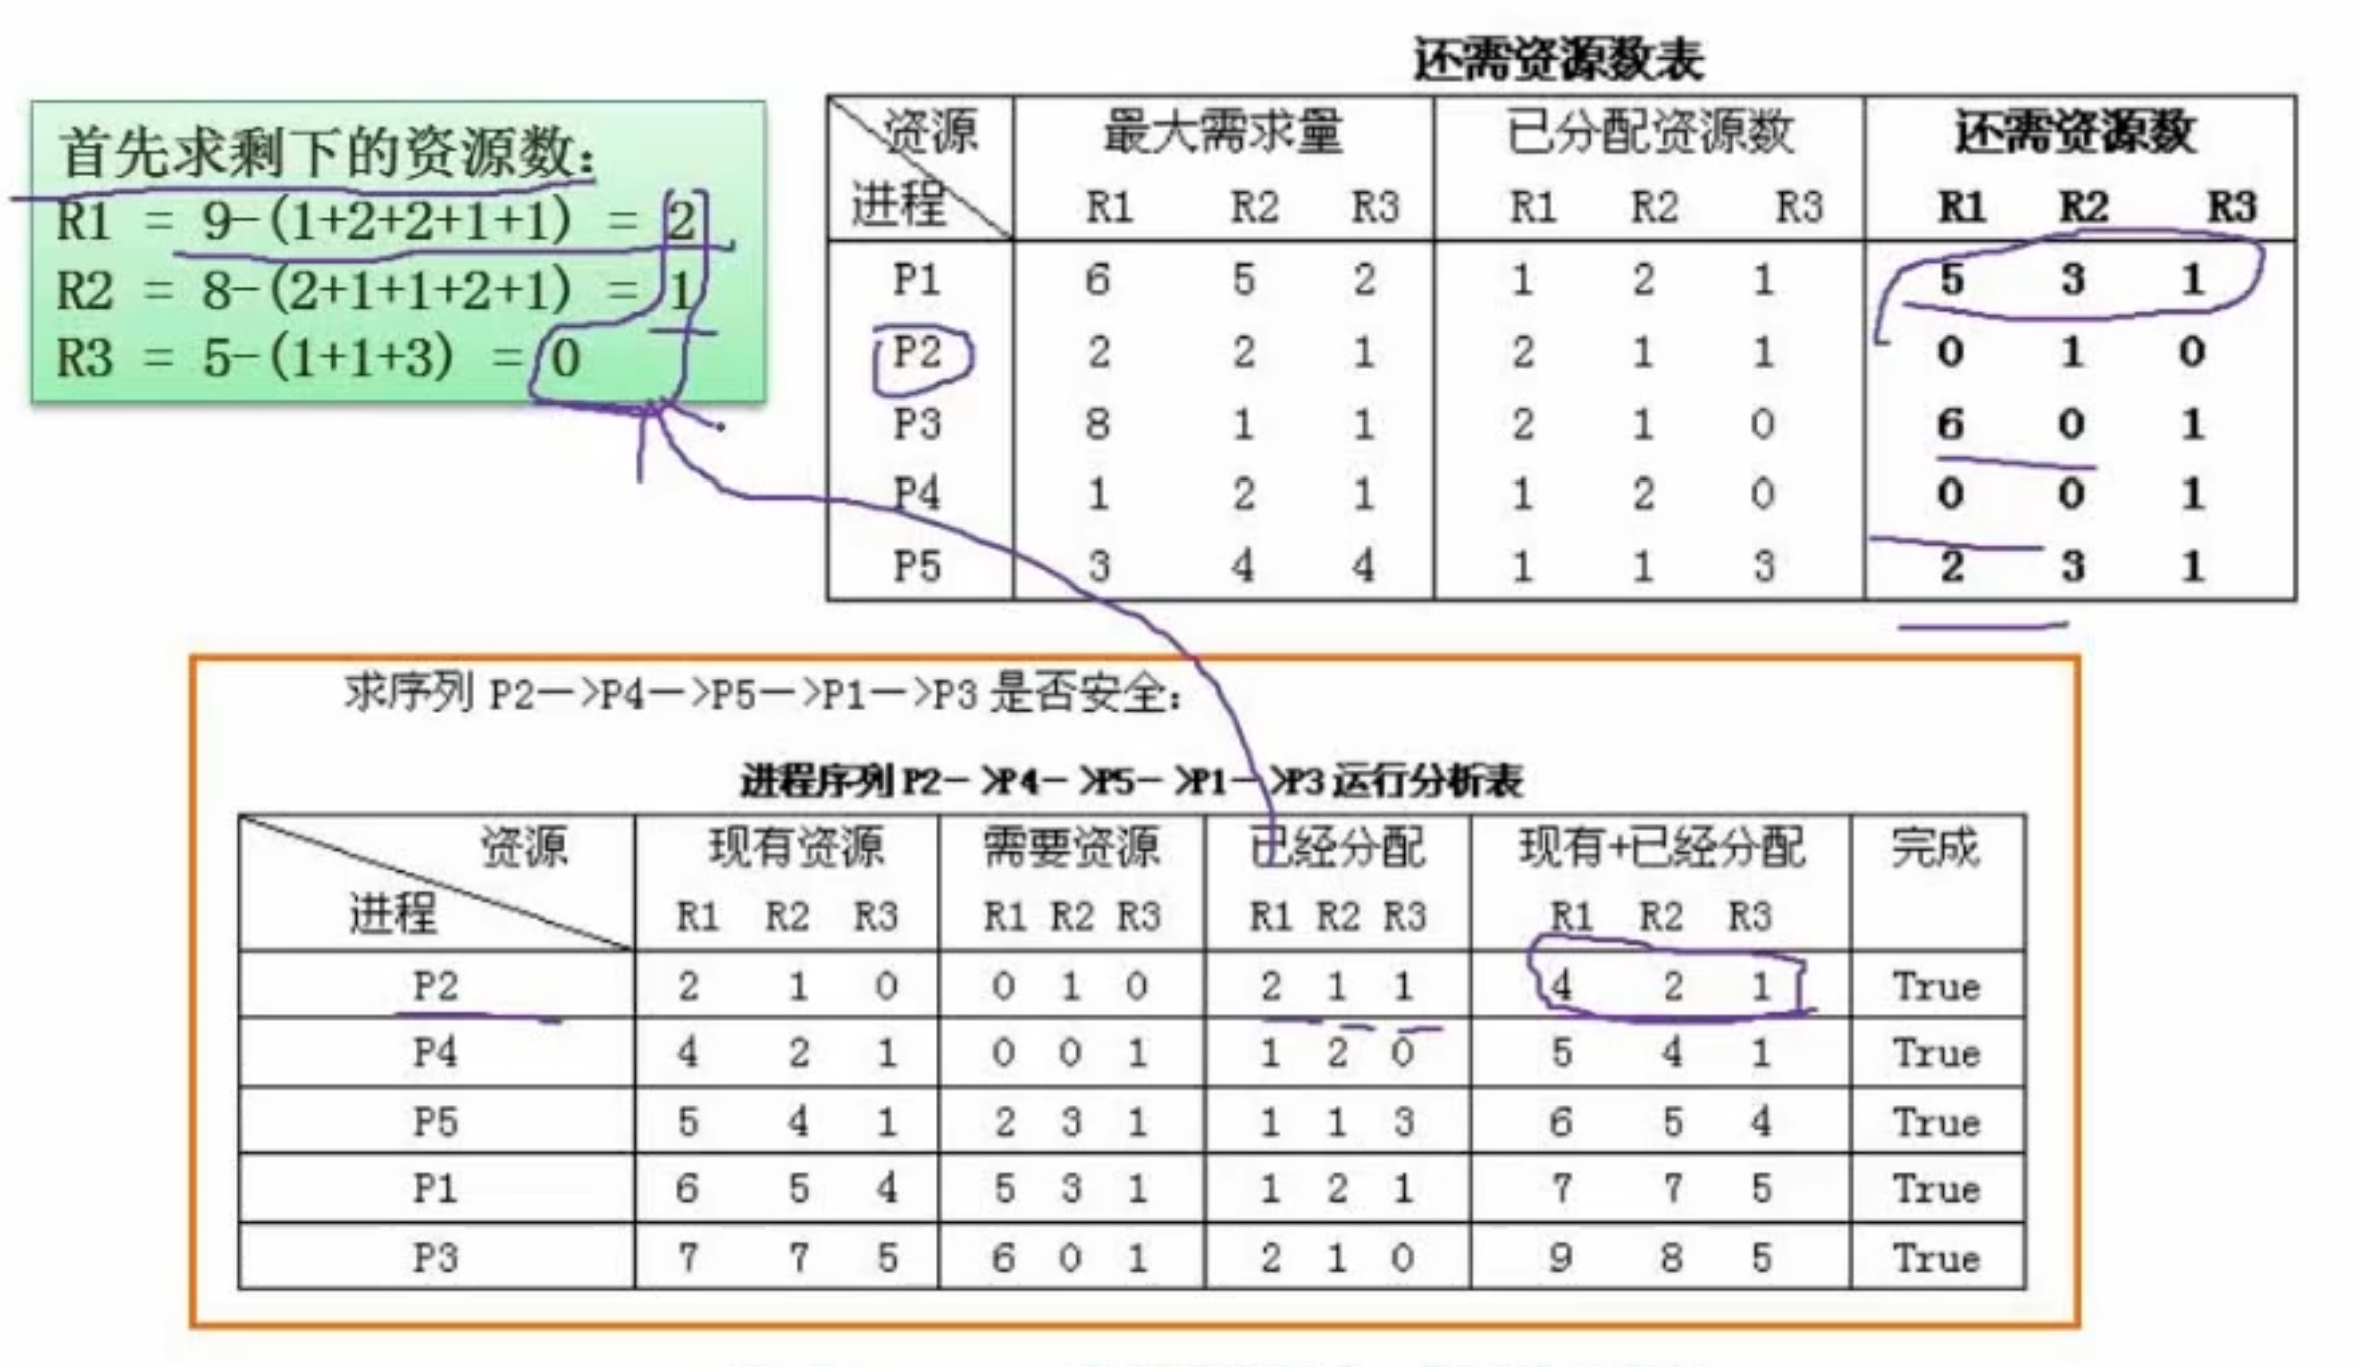 首先求剩下的资源数:
R1 = 9-(1+2+2+1+1) = 2
R2 = 8-(2+1+1+2+1) = 1
R3 = 5-(1+1+3) = 0
还需资源数表
资源 最大需求量 已分配资源数 还需资源数
进程 R1 R2 R3 R1 R2 R3 R1 R2 R3
P1 6 5 2 1 2 1 5 3 1
P2 2 2 1 2 1 1 0 1 0
P3 8 1 1 2 1 0 6 0 1
P4 1 2 1 1 2 0 0 0 1
P5 3 4 4 1 1 3 2 3 1
求序列 P2—>P4—>P5—>P1—>P3 是否安全:
进程序列 P2—>P4—>P5—>P1—>P3 运行分析表
资源 现有资源 需要资源 已经分配 现有+已经分配 完成
进程 R1 R2 R3 R1 R2 R3 R1 R2 R3 R1 R2 R3
P2 2 1 0 0 1 0 2 1 1 4 2 1 True
P4 4 2 1 0 0 1 1 2 0 5 4 1 True
P5 5 4 1 2 3 1 1 1 3 6 5 4 True
P1 6 5 4 5 3 1 1 2 1 7 7 5 True
P3 7 7 5 6 0 1 2 1 0 9 8 5 True